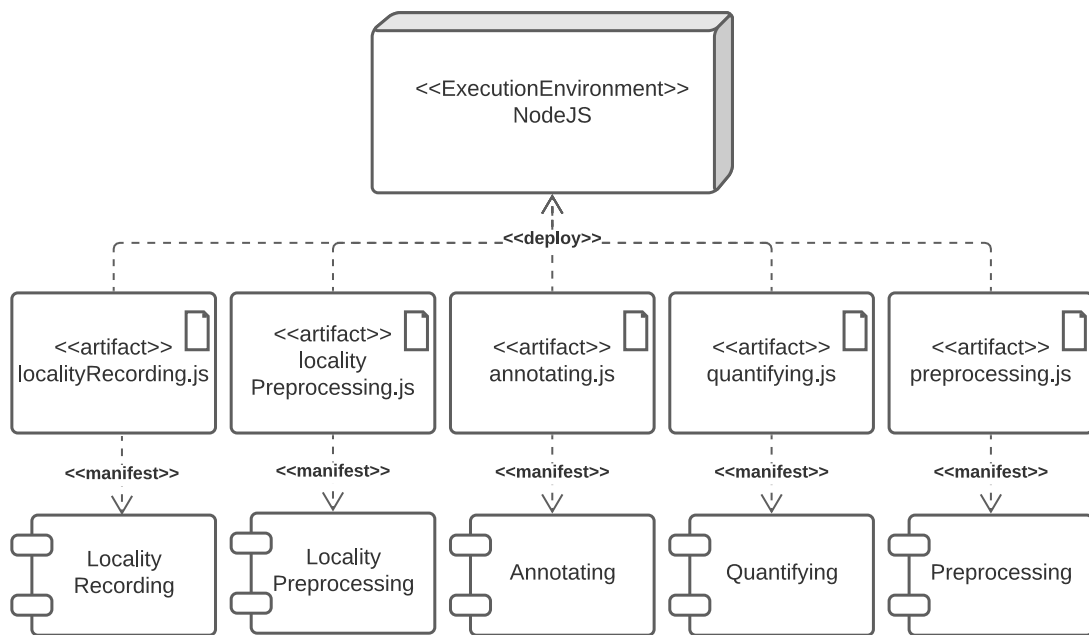 <<ExecutionEnvironment>>
NodeJS
<<deploy>>
<<artifact>>
localityRecording.js
<<artifact>>
locality
Preprocessing.js
<<artifact>>
annotating.js
<<artifact>>
quantifying.js
<<artifact>>
preprocessing.js
<<manifest>>
<<manifest>>
<<manifest>>
<<manifest>>
<<manifest>>
Locality
Recording
Locality
Preprocessing
Annotating
Quantifying
Preprocessing